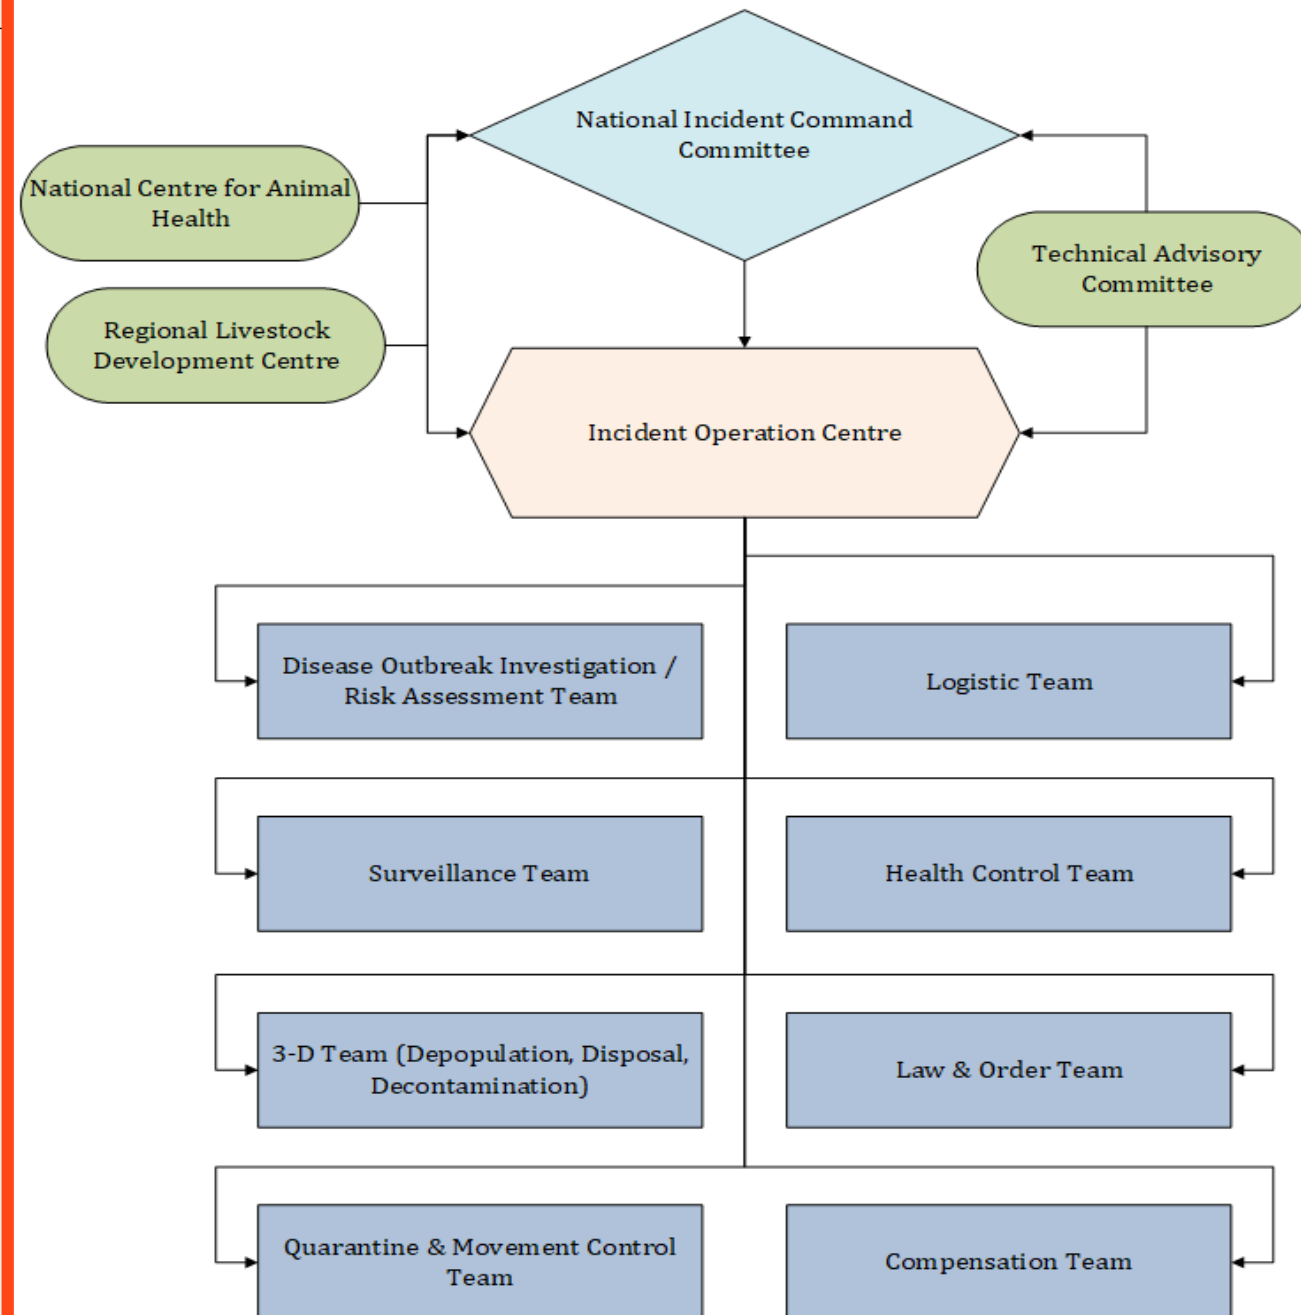 National Incident Command
Committee
National Centre for Animal
Health
Technical Advisory
Committee
Regional Livestock
Development Centre
Incident Operation Centre
Disease Outbreak Investigation /
Risk Assessment Team
Logistic Team
Surveillance Team
Health Control Team
3-D Team (Depopulation, Disposal,
Decontamination)
Law & Order Team
Quarantine & Movement Control
Team
Compensation Team